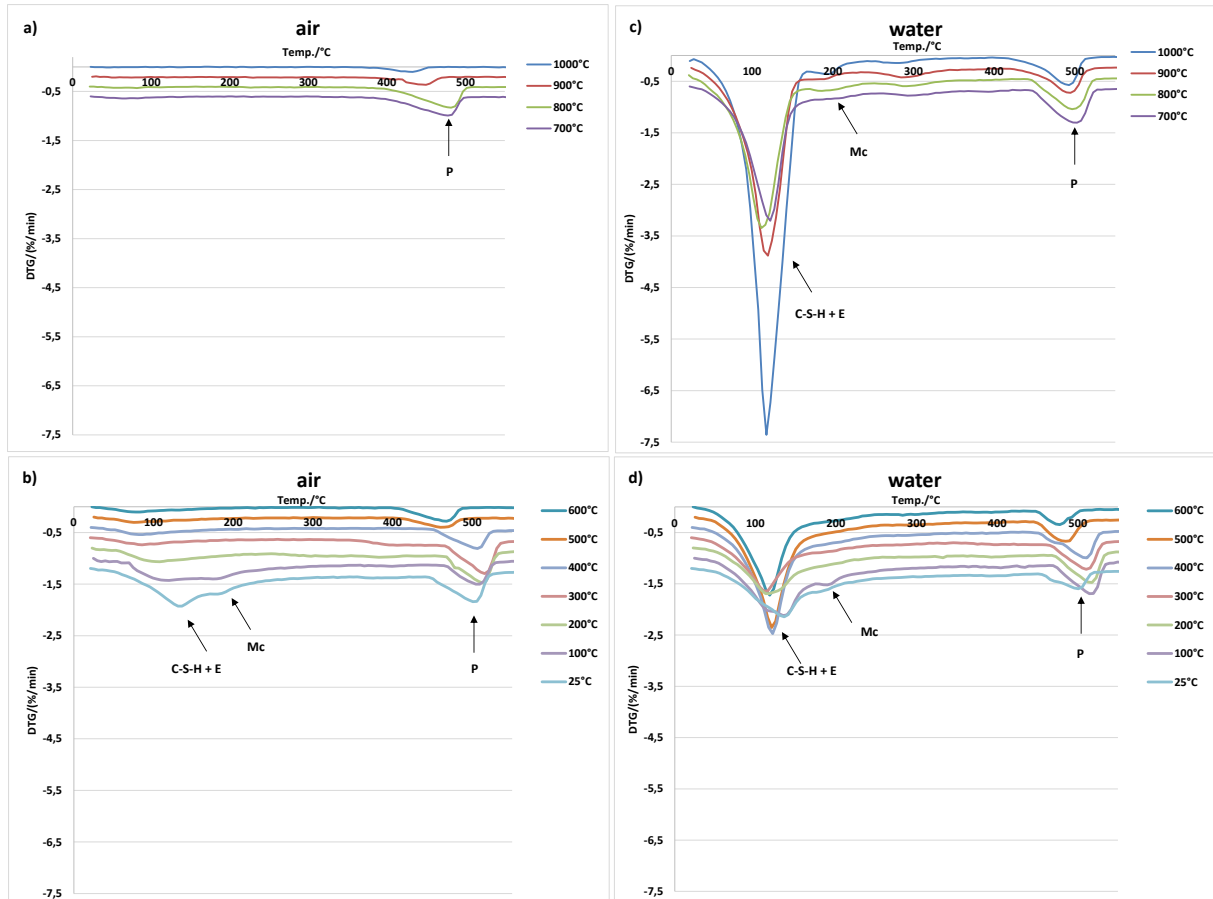 a)
air
Temp./°C
0 100 200 300 400 500
-0,5
-1,5
-2,5
-3,5
-4,5
-5,5
-6,5
-7,5
DTG/(%/min)
1000°C
900°C
800°C
700°C
P
c)
water
Temp./°C
0 100 200 300 400 500
-0,5
-1,5
-2,5
-3,5
-4,5
-5,5
-6,5
-7,5
DTG/(%/min)
1000°C
900°C
800°C
700°C
Mc
P
C-S-H + E
b)
air
Temp./°C
0 100 200 300 400 500
-0,5
-1,5
-2,5
-3,5
-4,5
-5,5
-6,5
-7,5
DTG/(%/min)
600°C
500°C
400°C
300°C
200°C
100°C
25°C
Mc
C-S-H + E
P
d)
water
Temp./°C
0 100 200 300 400 500
-0,5
-1,5
-2,5
-3,5
-4,5
-5,5
-6,5
-7,5
DTG/(%/min)
600°C
500°C
400°C
300°C
200°C
100°C
25°C
Mc
P
C-S-H + E